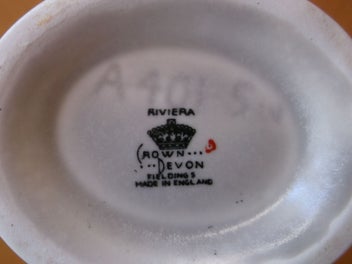 RIVIERA
CROWN...
...DEVON
FIELDINGS
MADE IN ENGLAND